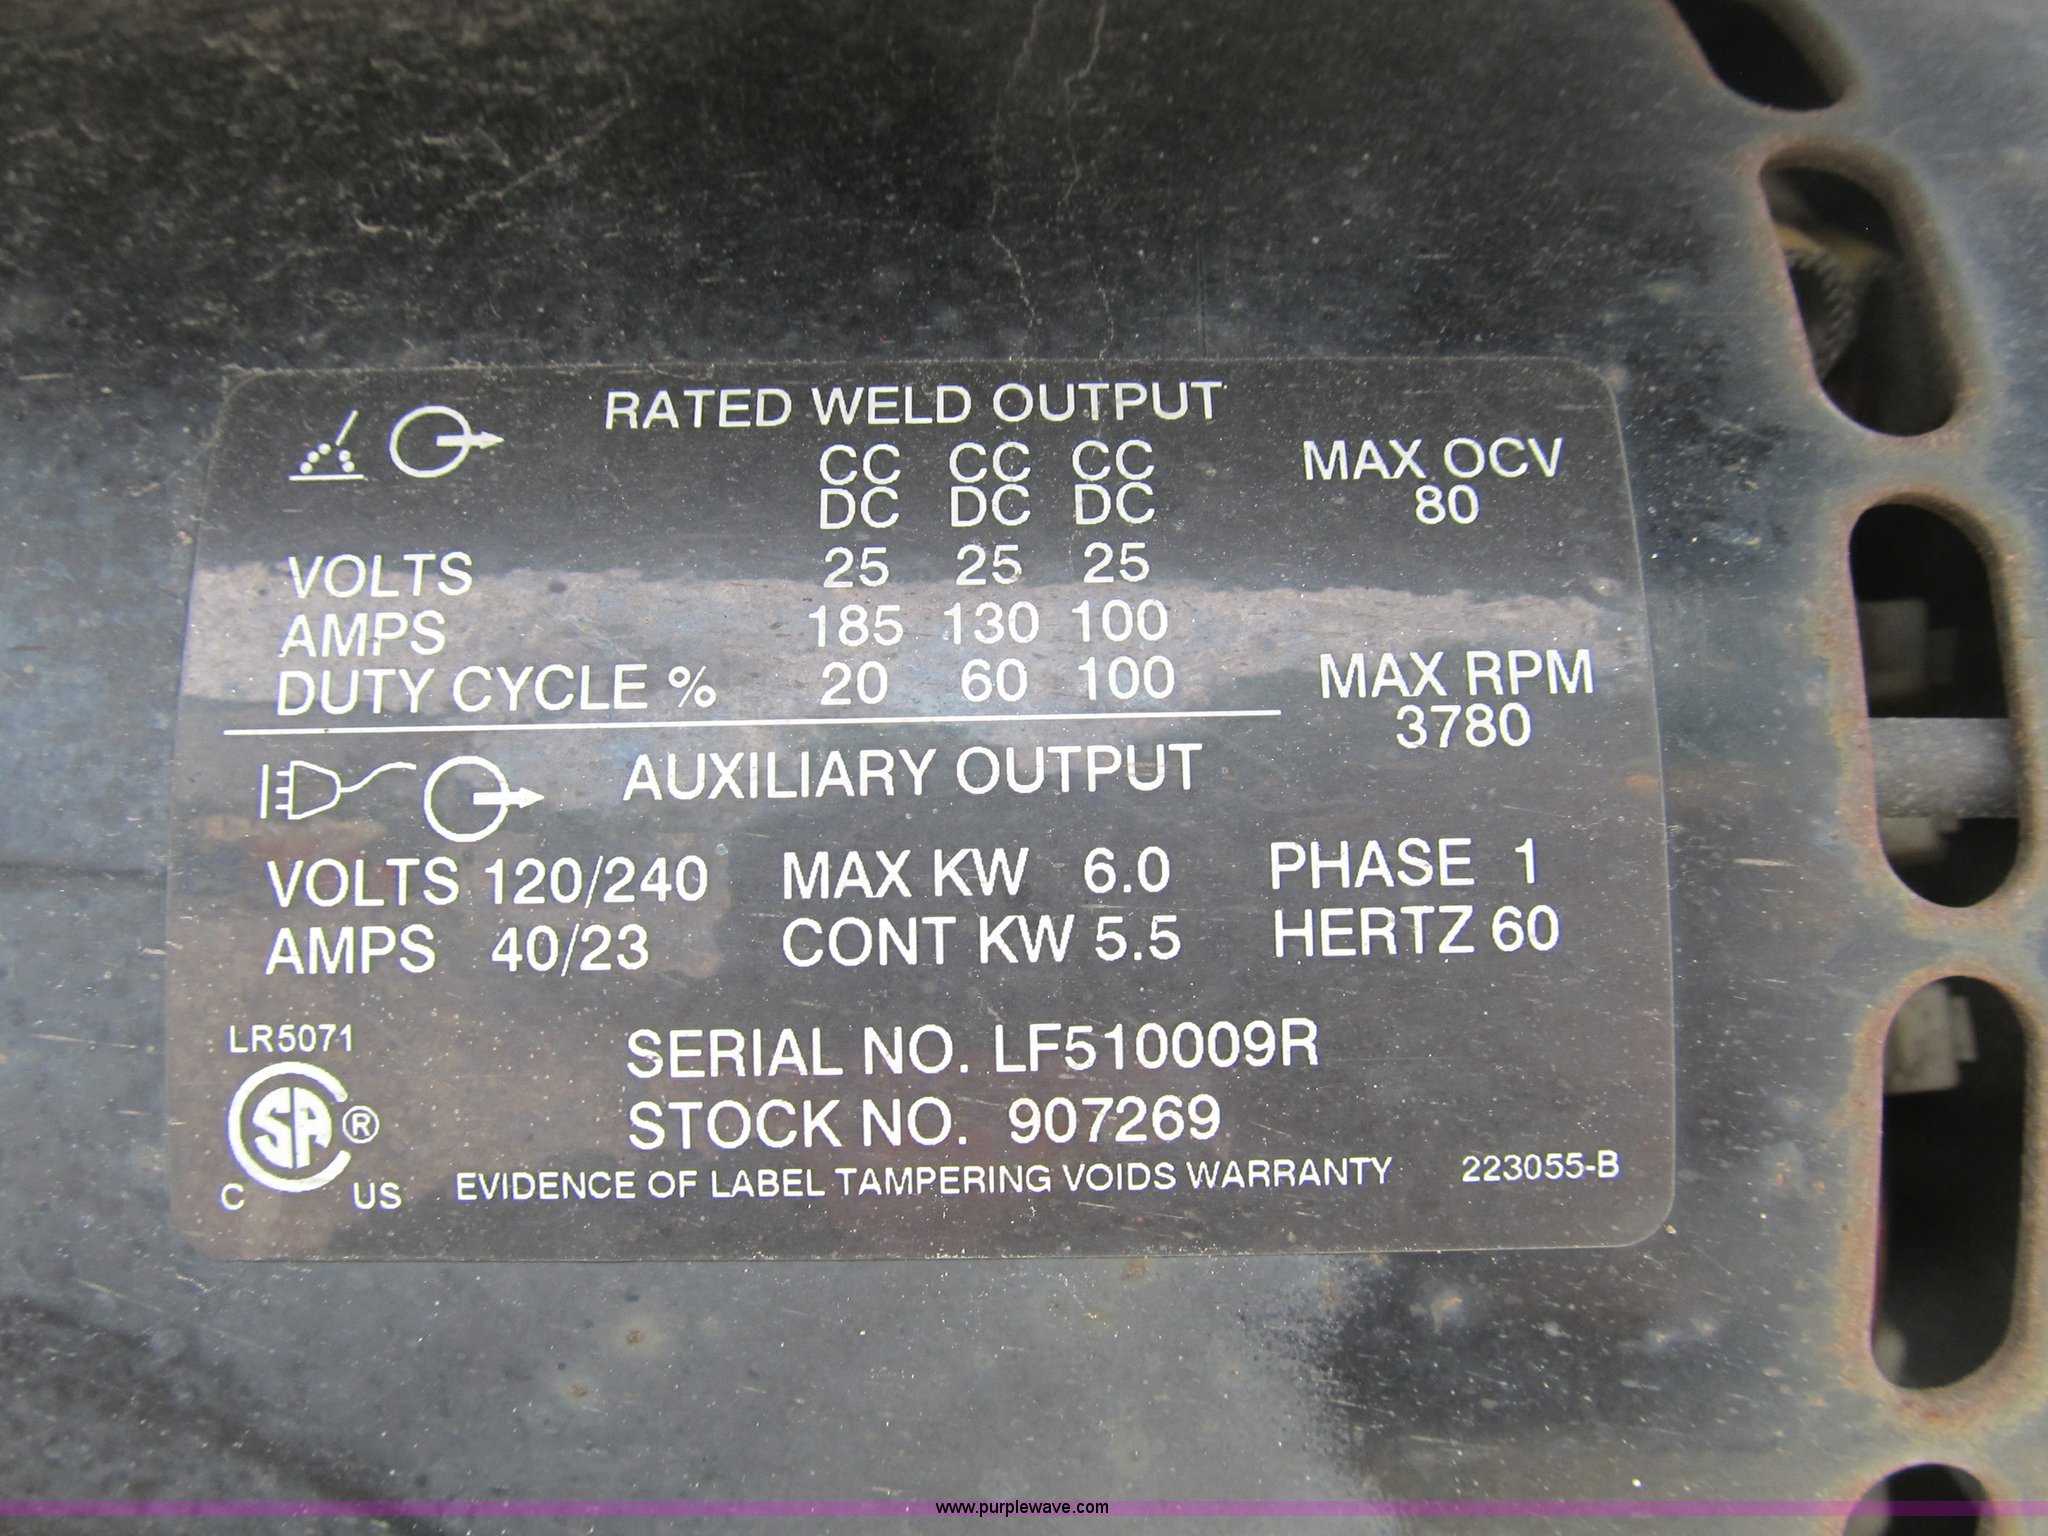 RATED WELD OUTPUT
CC CC CC MAX OCV
DC DC DC 80
VOLTS 25 25 25
AMPS 185 130 100
DUTY CYCLE % 20 60 100 MAX RPM
3780
AUXILIARY OUTPUT
VOLTS 120/240 MAX KW 6.0 PHASE 1
AMPS 40/23 CONT KW 5.5 HERTZ 60
LR5071
SERIAL NO. LF510009R
SA ®
STOCK NO. 907269
C US EVIDENCE OF LABEL TAMPERING VOIDS WARRANTY 223055-B
www.purplewave.com